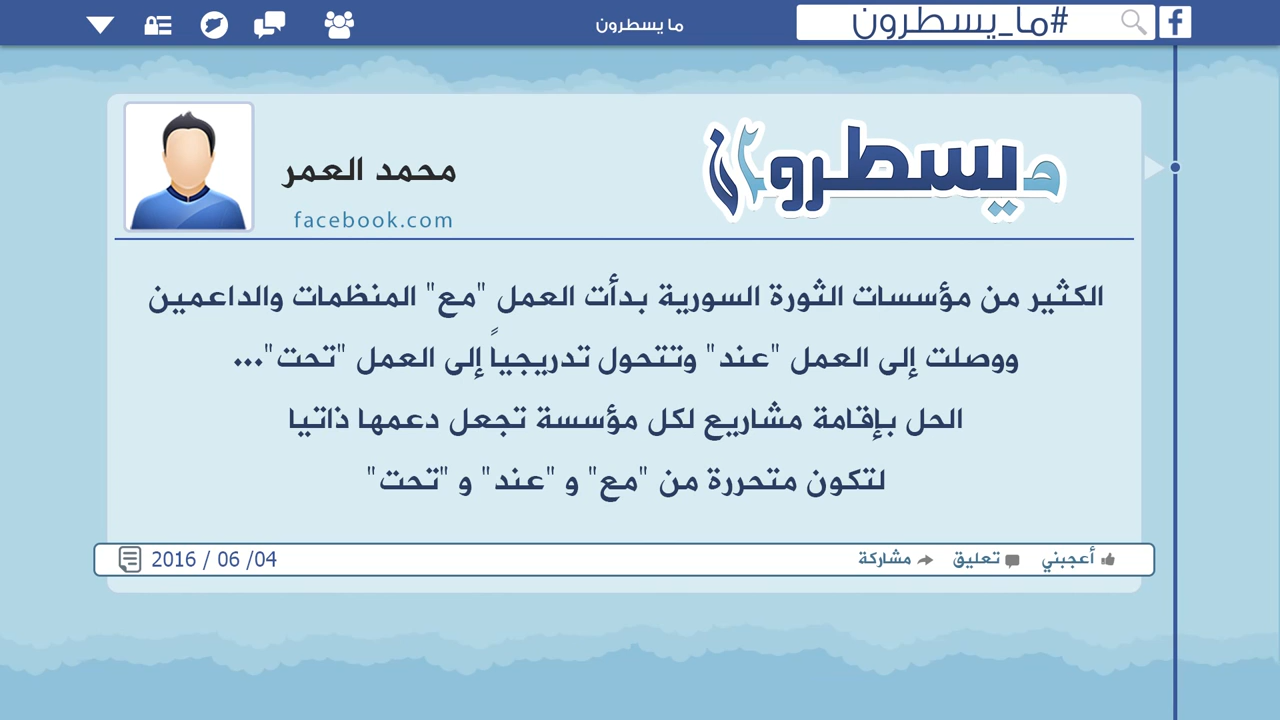 #ما_يسطرون
ما يسطرون
ما يسطرون
محمد العمر
facebook.com
الكثير من مؤسسات الثورة السورية بدأت العمل "مع" المنظمات والداعمين
ووصلت إلى العمل "عند" وتتحول تدريجياً إلى العمل "تحت"...
الحل بإقامة مشاريع لكل مؤسسة تجعل دعمها ذاتيا
لتكون متحررة من "مع" و "عند" و "تحت"
أعجبني تعليق مشاركة
2016 / 06 /04